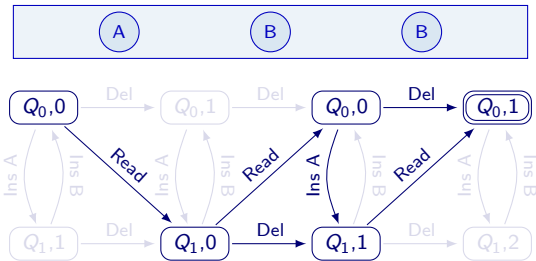 A B B
Q₀,0 Del Q₀,1 Del Q₀,0 Del Q₀,1
Ins A Ins B Read Ins A Ins B Read Ins A Ins B Read Ins A Ins B
Q₁,1 Del Q₁,0 Del Q₁,1 Del Q₁,2